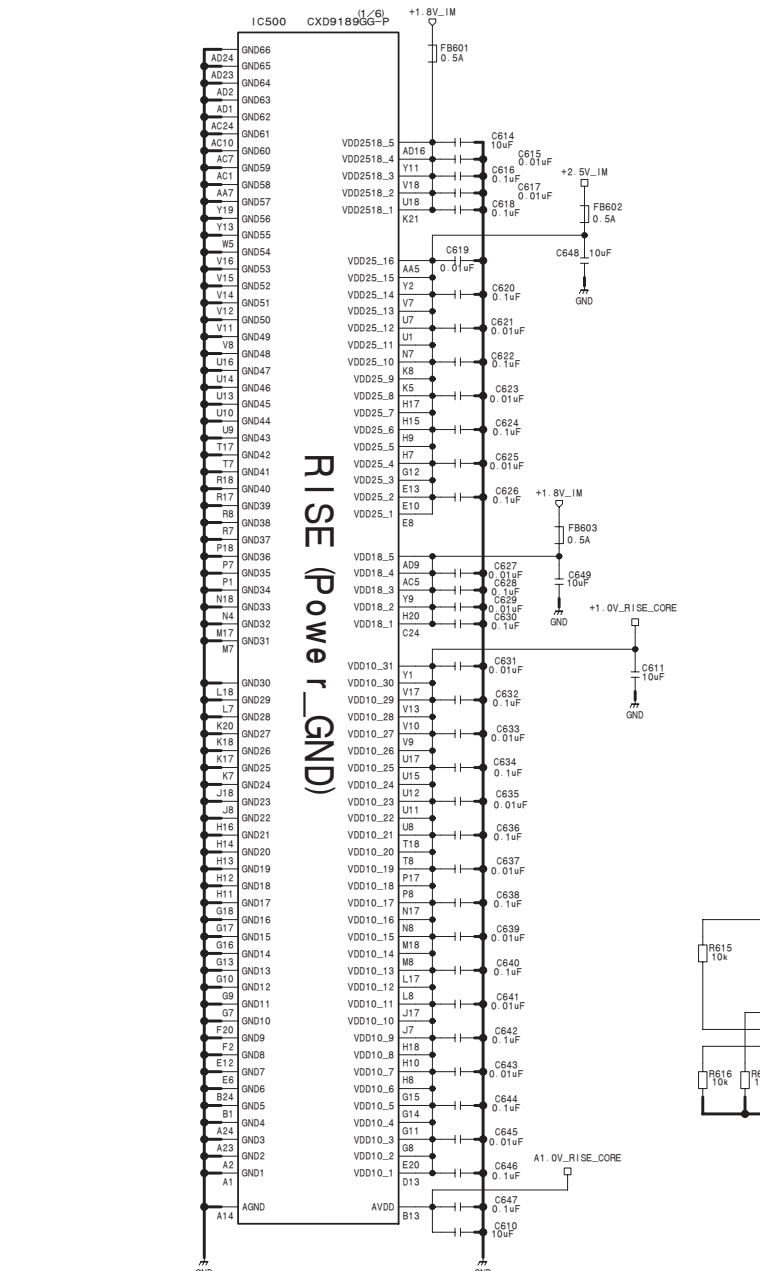 (1/6)
IC500 CXD9189GG-P
GND66
AD24
GND65
AD23
GND64
AD2
GND63
AD1
GND62
AC24
GND61
AC10
GND60
AC7
GND59
AC1
GND58
AA7
GND57
Y19
GND56
Y13
GND55
W5
GND54
V16
GND53
V15
GND52
V14
GND51
V12
GND50
V11
GND49
V8
GND48
U16
GND47
U14
GND46
U13
GND45
U10
GND44
U9
GND43
T17
GND42
T7
GND41
R18
GND40
R17
GND39
R8
GND38
R7
GND37
P18
GND36
P7
GND35
P1
GND34
N18
GND33
N4
GND32
M17
GND31
M7
GND30
L18
GND29
L7
GND28
K20
GND27
K18
GND26
K17
GND25
K7
GND24
J18
GND23
J8
GND22
H16
GND21
H14
GND20
H13
GND19
H12
GND18
H11
GND17
G18
GND16
G17
GND15
G16
GND14
G13
GND13
G10
GND12
G9
GND11
G7
GND10
F20
GND9
F2
GND8
E12
GND7
E6
GND6
B24
GND5
B1
GND4
A24
GND3
A23
GND2
A2
GND1
A1
AGND
A14
RISE (Power_GND)
VDD2518_5
AD16
VDD2518_4
Y11
VDD2518_3
V18
VDD2518_2
U18
VDD2518_1
K21
VDD25_16
AA5
VDD25_15
Y2
VDD25_14
V7
VDD25_13
U7
VDD25_12
U1
VDD25_11
N7
VDD25_10
K8
VDD25_9
K5
VDD25_8
H17
VDD25_7
H15
VDD25_6
H9
VDD25_5
H7
VDD25_4
G12
VDD25_3
E13
VDD25_2
E10
VDD25_1
E8
VDD18_5
AD9
VDD18_4
AC5
VDD18_3
Y9
VDD18_2
H20
VDD18_1
C24
VDD10_31
Y1
VDD10_30
V17
VDD10_29
V13
VDD10_28
V10
VDD10_27
V9
VDD10_26
U17
VDD10_25
U15
VDD10_24
U12
VDD10_23
U11
VDD10_22
U8
VDD10_21
T18
VDD10_20
T8
VDD10_19
P17
VDD10_18
P8
VDD10_17
N17
VDD10_16
N8
VDD10_15
M18
VDD10_14
M8
VDD10_13
L17
VDD10_12
L8
VDD10_11
J17
VDD10_10
J7
VDD10_9
H18
VDD10_8
H10
VDD10_7
H8
VDD10_6
G15
VDD10_5
G14
VDD10_4
G11
VDD10_3
G8
VDD10_2
E20
VDD10_1
D13
AVDD
B13
+1.8V_IM
FB601
0.5A
C614
10uF
C615
0.01uF
C616
0.1uF
C617
0.01uF
C618
0.1uF
+2.5V_IM
FB602
0.5A
C648 10uF
GND
C619
0.01uF
C620
0.1uF
C621
0.01uF
C622
0.1uF
C623
0.01uF
C624
0.1uF
C625
0.01uF
C626
0.1uF
+1.8V_IM
FB603
0.5A
C649
10uF
GND
C627
0.01uF
C628
0.1uF
C629
0.01uF
C630
0.1uF
+1.0V_RISE_CORE
C611
10uF
GND
C631
0.01uF
C632
0.1uF
C633
0.01uF
C634
0.1uF
C635
0.01uF
C636
0.1uF
C637
0.01uF
C638
0.1uF
C639
0.01uF
C640
0.1uF
C641
0.01uF
C642
0.1uF
C643
0.01uF
C644
0.1uF
C645
0.01uF
C646
0.1uF
A1.0V_RISE_CORE
C647
0.1uF
C610
10uF
R615
10k
R616
10k